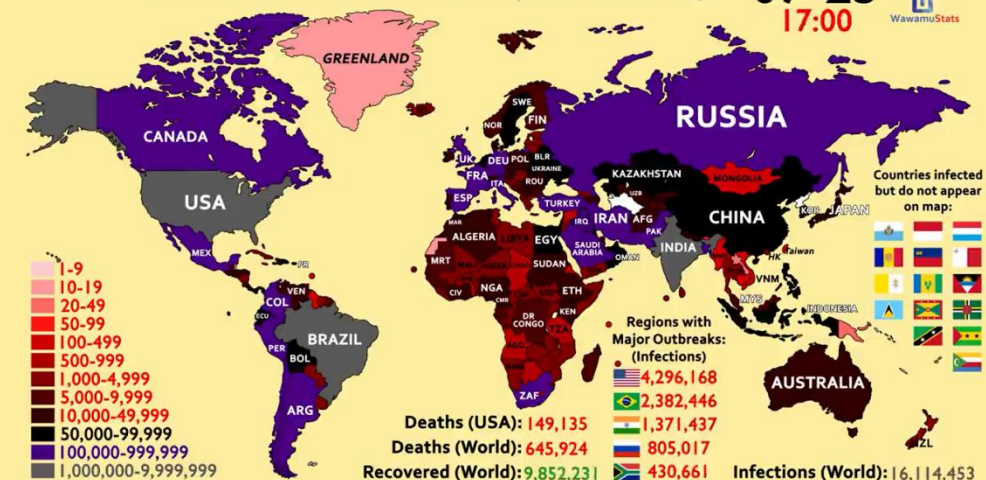 17:00
WawamuStats
GREENLAND
SWE
FIN
NOR
RUSSIA
CANADA
UK
DEU
POL
BLR
UKRAINE
FRA
ROU
KAZAKHSTAN
MONGOLIA
Countries infected
but do not appear
on map:
USA
ESP
ITA
TURKEY
UZB
KOR
JAPAN
CHINA
IRQ
IRAN
AFG
PAK
MAR
ALGERIA
LIBYA
EGY
SAUDI
ARABIA
OMAN
INDIA
HK
Taiwan
MEX
PR
MRT
MALI
NIGER
SUDAN
VNM
1-9
10-19
20-49
50-99
100-499
500-999
1,000-4,999
5,000-9,999
10,000-49,999
50,000-99,999
100,000-999,999
1,000,000-9,999,999
VEN
COL
ECU
CIV
NGA
CMR
ETH
KEN
MYS
INDONESIA
PER
BRAZIL
BOL
ARG
DR
CONGO
TZA
AGO
ZAF
AUSTRALIA
NZL
Regions with
Major Outbreaks:
(Infections)
4,296,168
2,382,446
1,371,437
805,017
430,661
Deaths (USA): 149,135
Deaths (World): 645,924
Recovered (World): 9,852,231
Infections (World): 16,114,453